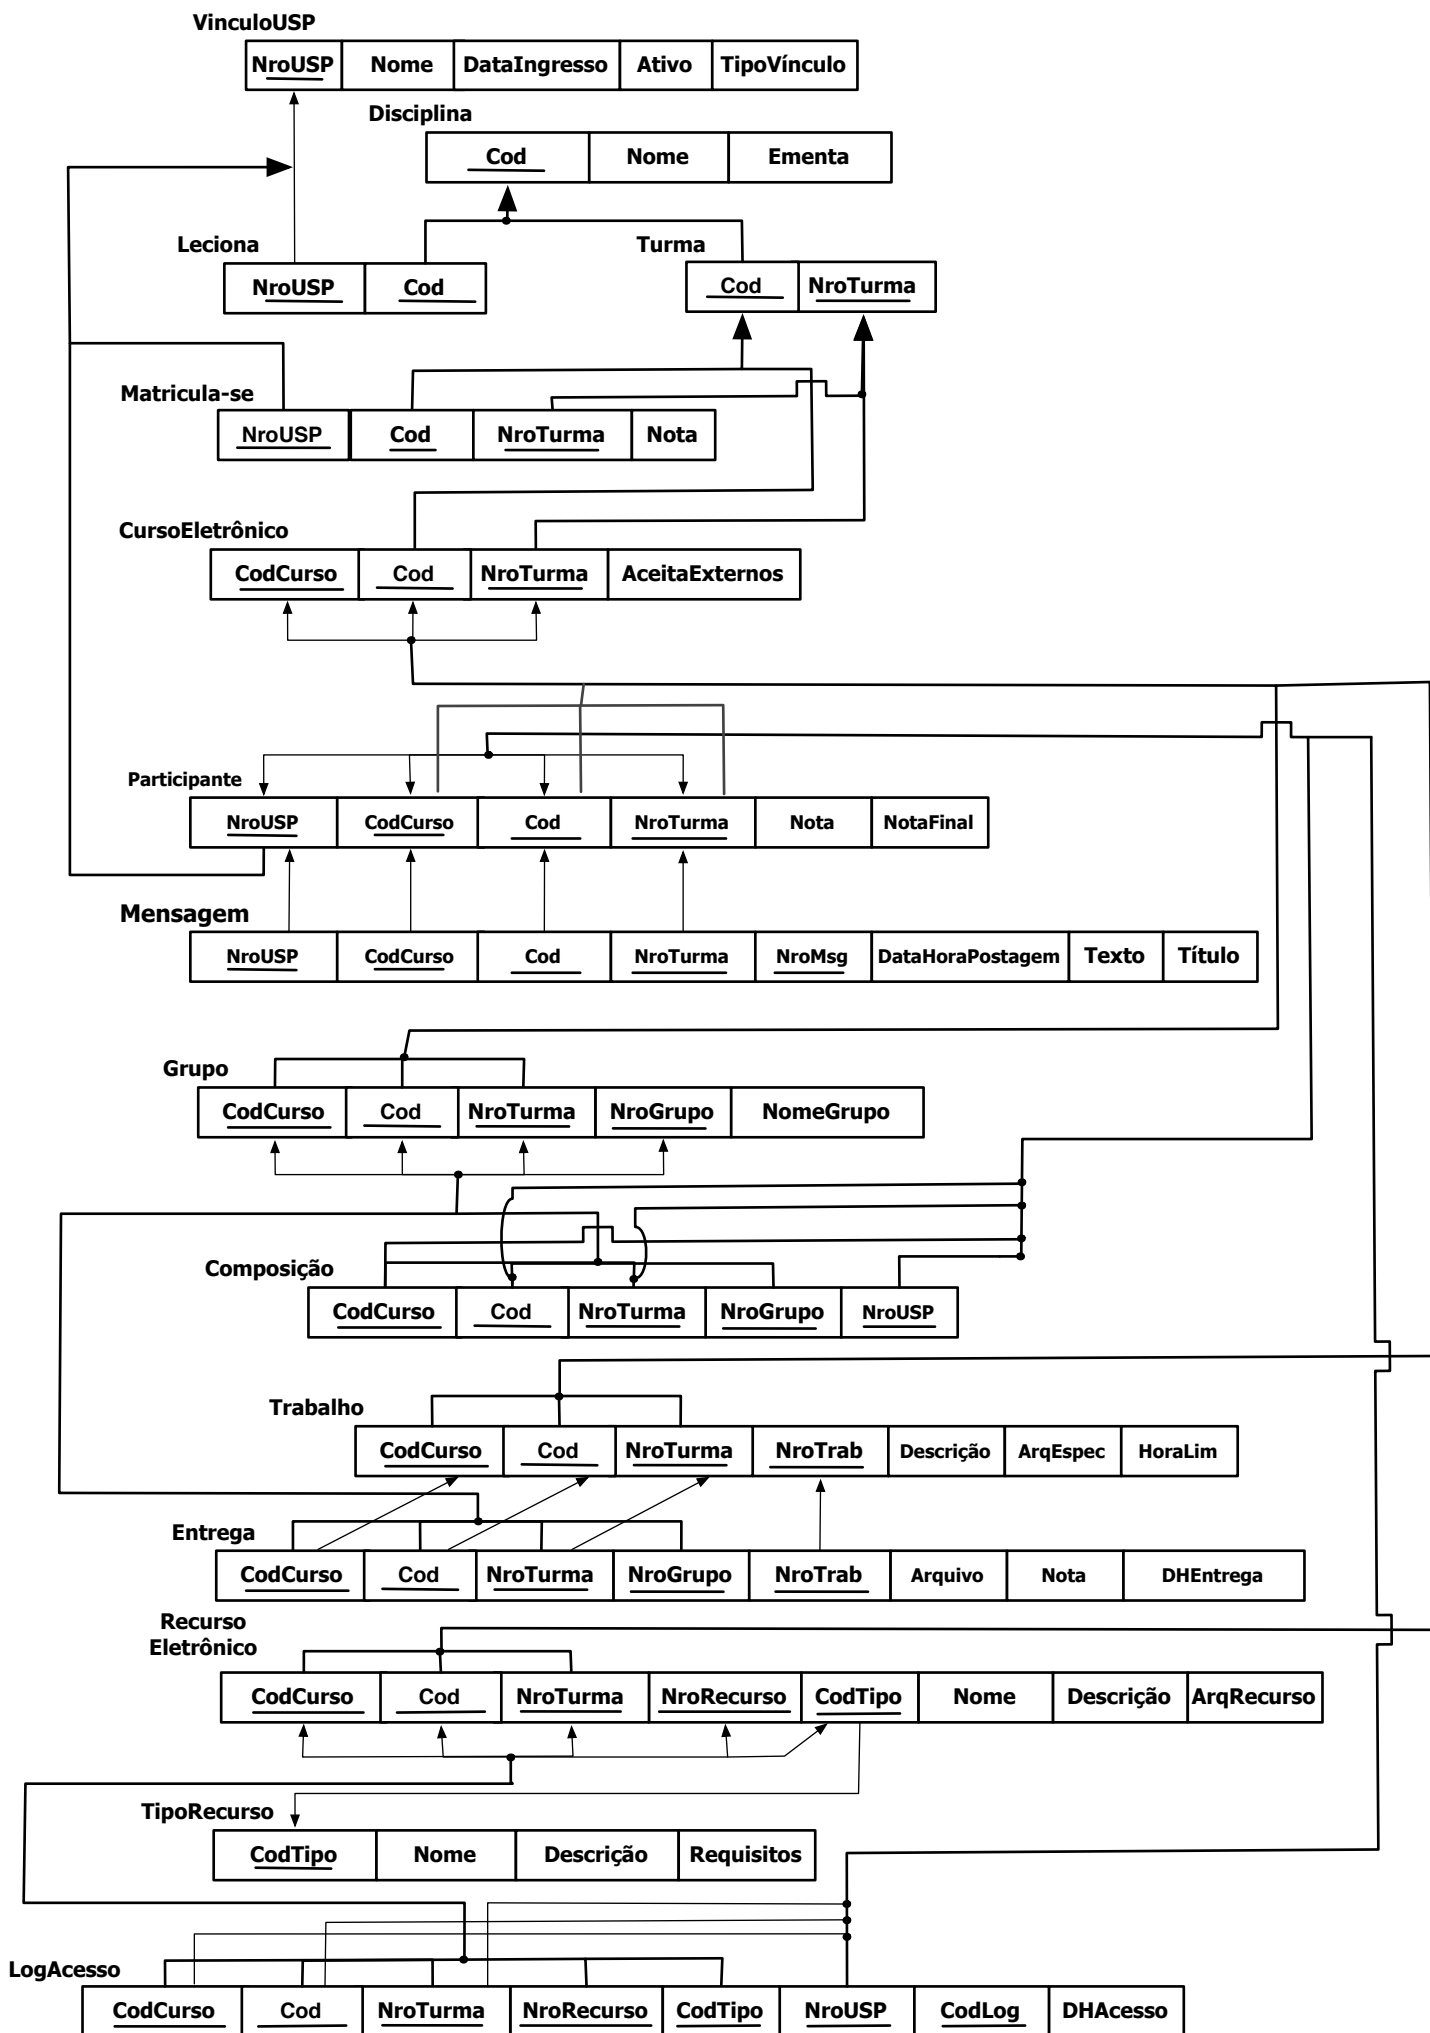 VinculoUSP
NroUSP Nome DataIngresso Ativo TipoVínculo
Disciplina
Cod Nome Ementa
Leciona
NroUSP Cod
Turma
Cod NroTurma
Matricula-se
NroUSP Cod NroTurma Nota
CursoEletrônico
CodCurso Cod NroTurma AceitaExternos
Participante
NroUSP CodCurso Cod NroTurma Nota NotaFinal
Mensagem
NroUSP CodCurso Cod NroTurma NroMsg DataHoraPostagem Texto Título
Grupo
CodCurso Cod NroTurma NroGrupo NomeGrupo
Composição
CodCurso Cod NroTurma NroGrupo NroUSP
Trabalho
CodCurso Cod NroTurma NroTrab Descrição ArqEspec HoraLim
Entrega
CodCurso Cod NroTurma NroGrupo NroTrab Arquivo Nota DHEntrega
Recurso
Eletrônico
CodCurso Cod NroTurma NroRecurso CodTipo Nome Descrição ArqRecurso
TipoRecurso
CodTipo Nome Descrição Requisitos
LogAcesso
CodCurso Cod NroTurma NroRecurso CodTipo NroUSP CodLog DHAcesso